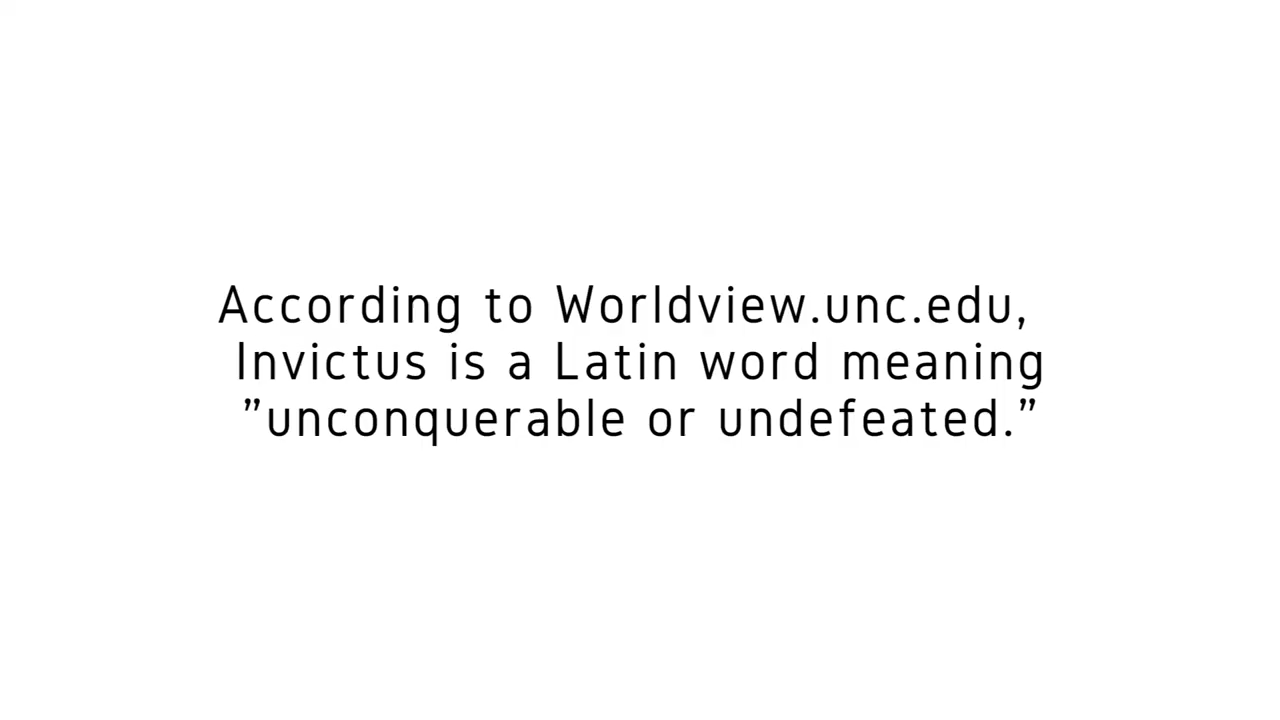 According to Worldview.unc.edu,
Invictus is a Latin word meaning
”unconquerable or undefeated.”